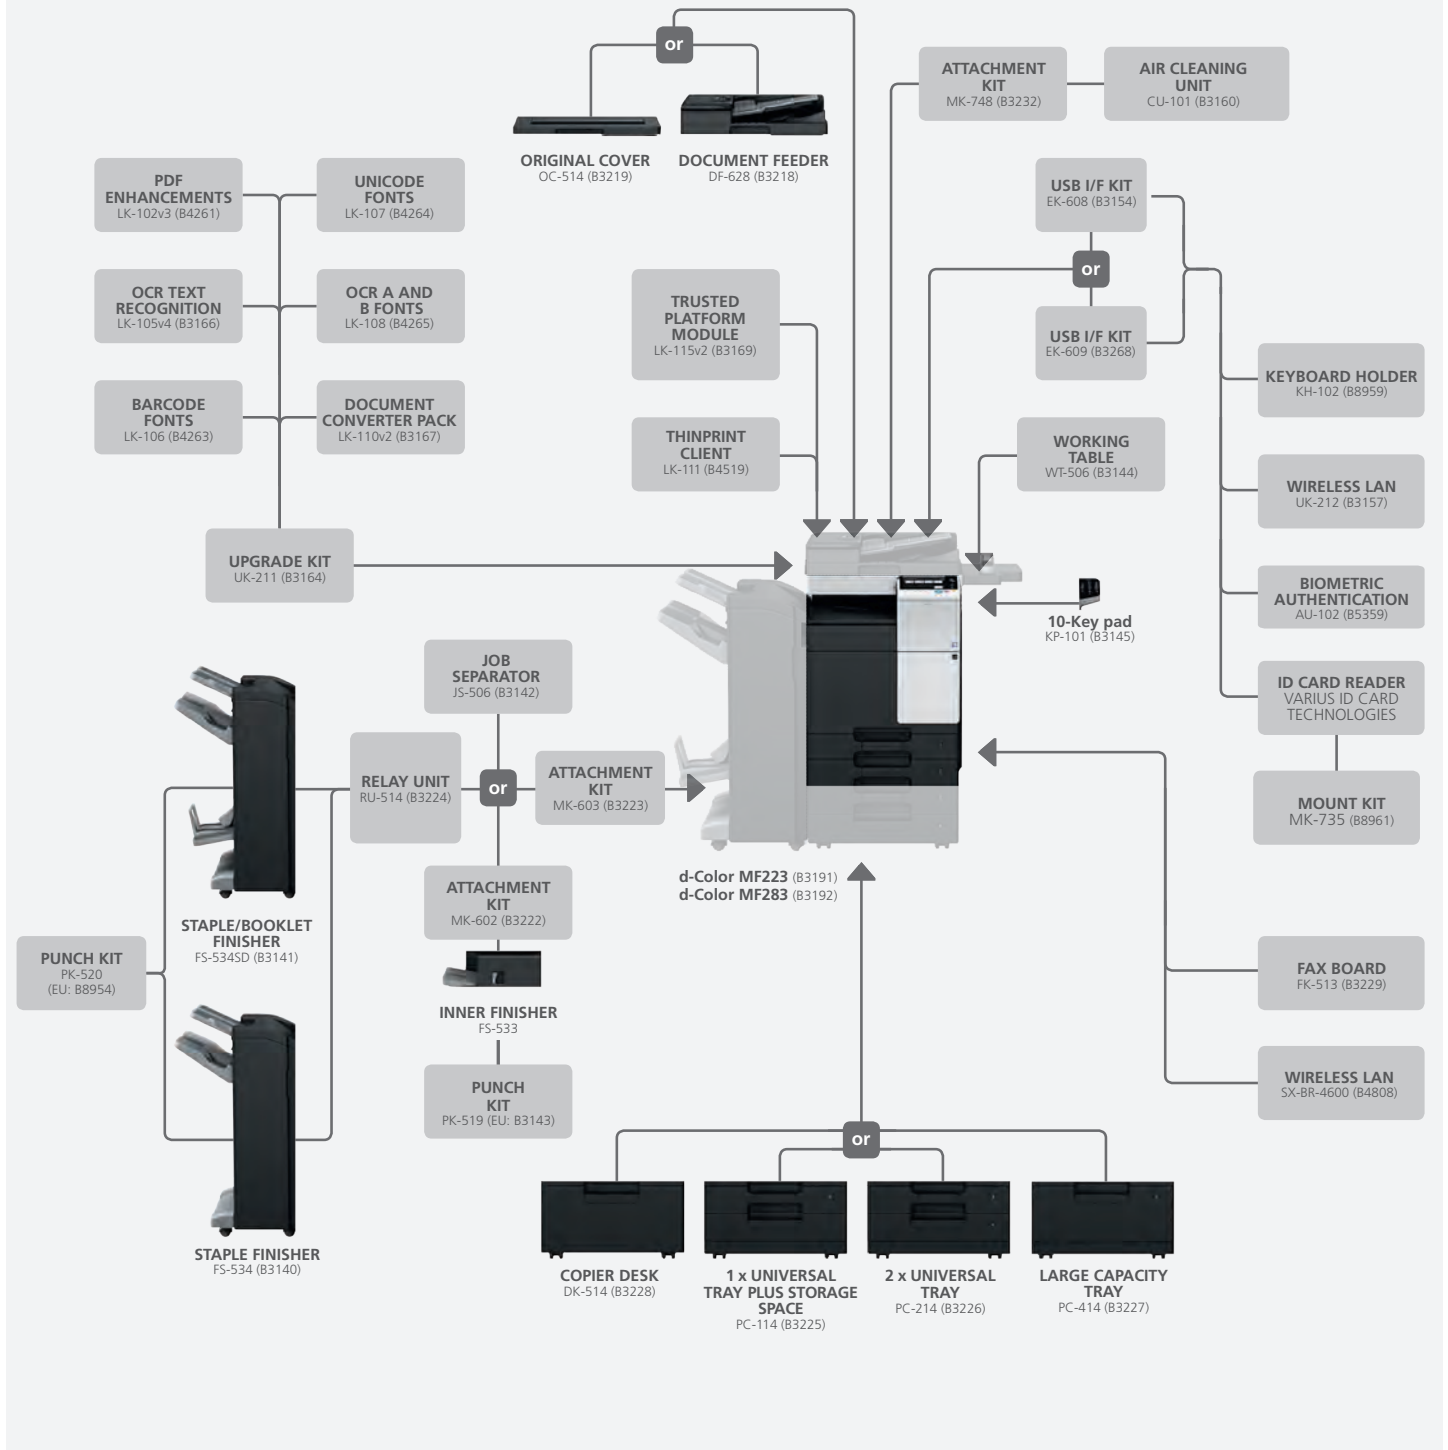 or
ATTACHMENT
KIT
MK-748 (B3232)
AIR CLEANING
UNIT
CU-101 (B3160)
ORIGINAL COVER
OC-514 (B3219)
DOCUMENT FEEDER
DF-628 (B3218)
PDF
ENHANCEMENTS
LK-102v3 (B4261)
UNICODE
FONTS
LK-107 (B4264)
USB I/F KIT
EK-608 (B3154)
or
USB I/F KIT
EK-609 (B3268)
OCR TEXT
RECOGNITION
LK-105v4 (B3166)
OCR A AND
B FONTS
LK-108 (B4265)
TRUSTED
PLATFORM
MODULE
LK-115v2 (B3169)
KEYBOARD HOLDER
KH-102 (B8959)
BARCODE
FONTS
LK-106 (B4263)
DOCUMENT
CONVERTER PACK
LK-110v2 (B3167)
THINPRINT
CLIENT
LK-111 (B4519)
WORKING
TABLE
WT-506 (B3144)
WIRELESS LAN
UK-212 (B3157)
UPGRADE KIT
UK-211 (B3164)
BIOMETRIC
AUTHENTICATION
AU-102 (B5359)
10-Key pad
KP-101 (B3145)
JOB
SEPARATOR
JS-506 (B3142)
ID CARD READER
VARIUS ID CARD
TECHNOLOGIES
RELAY UNIT
RU-514 (B3224)
or
ATTACHMENT
KIT
MK-603 (B3223)
MOUNT KIT
MK-735 (B8961)
ATTACHMENT
KIT
MK-602 (B3222)
d-Color MF223 (B3191)
d-Color MF283 (B3192)
STAPLE/BOOKLET
FINISHER
FS-534SD (B3141)
PUNCH KIT
PK-520
(EU: B8954)
INNER FINISHER
FS-533
FAX BOARD
FK-513 (B3229)
PUNCH
KIT
PK-519 (EU: B3143)
WIRELESS LAN
SX-BR-4600 (B4808)
or
STAPLE FINISHER
FS-534 (B3140)
COPIER DESK
DK-514 (B3228)
1 x UNIVERSAL
TRAY PLUS STORAGE
SPACE
PC-114 (B3225)
2 x UNIVERSAL
TRAY
PC-214 (B3226)
LARGE CAPACITY
TRAY
PC-414 (B3227)